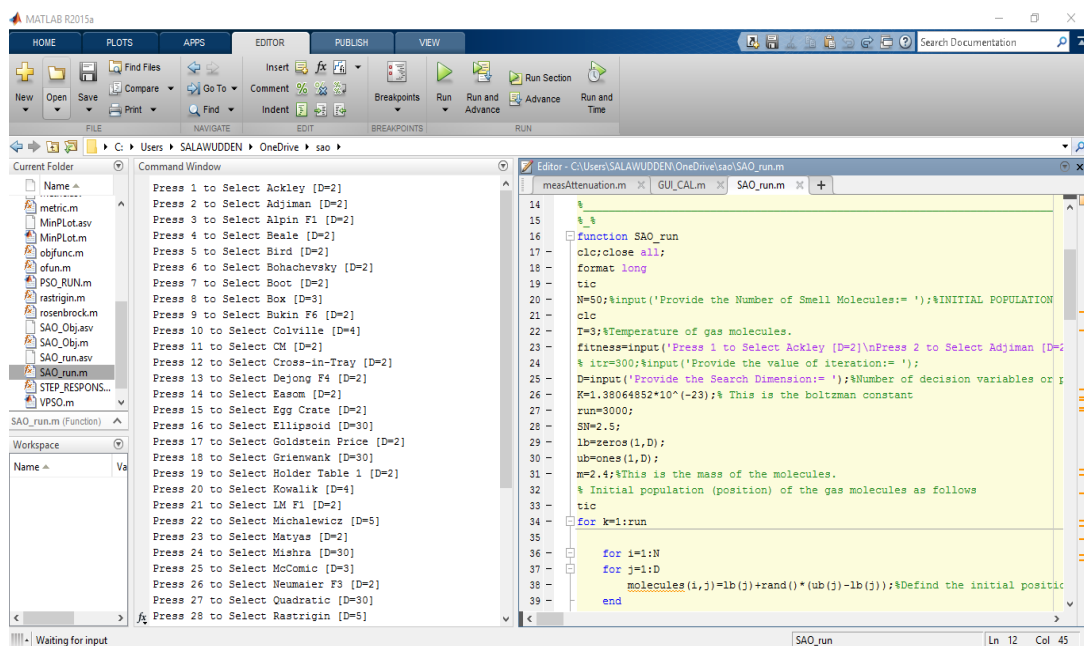 MATLAB R2015a
HOME PLOTS APPS EDITOR PUBLISH VIEW
Search Documentation
New Open Save
Find Files
Compare
Print
Go To
Find
Insert fx
Comment
Indent
Breakpoints
Run
Run and Advance
Run Section
Advance
Run and Time
FILE NAVIGATE EDIT BREAKPOINTS RUN
C: Users SALAWUDDEN OneDrive sao
Current Folder
Name
metric.m
MinPLot.asv
MinPLot.m
objfunc.m
ofun.m
PSO_RUN.m
rastrigin.m
rosenbrock.m
SAO_Obj.asv
SAO_Obj.m
SAO_run.asv
SAO_run.m
STEP_RESPONS...
VPSO.m
SAO_run.m (Function)
Workspace
Name Va
Command Window
Press 1 to Select Ackley [D=2]
Press 2 to Select Adjiman [D=2]
Press 3 to Select Alpin F1 [D=2]
Press 4 to Select Beale [D=2]
Press 5 to Select Bird [D=2]
Press 6 to Select Bohachevsky [D=2]
Press 7 to Select Boot [D=2]
Press 8 to Select Box [D=3]
Press 9 to Select Bukin F6 [D=2]
Press 10 to Select Colville [D=4]
Press 11 to Select CM [D=2]
Press 12 to Select Cross-in-Tray [D=2]
Press 13 to Select Dejong F4 [D=2]
Press 14 to Select Easom [D=2]
Press 15 to Select Egg Crate [D=2]
Press 16 to Select Ellipsoid [D=30]
Press 17 to Select Goldstein Price [D=2]
Press 18 to Select Grienwank [D=30]
Press 19 to Select Holder Table 1 [D=2]
Press 20 to Select Kowalik [D=4]
Press 21 to Select LM F1 [D=2]
Press 22 to Select Michalewicz [D=5]
Press 23 to Select Matyas [D=2]
Press 24 to Select Mishra [D=30]
Press 25 to Select McComic [D=3]
Press 26 to Select Neumaier F3 [D=2]
Press 27 to Select Quadratic [D=30]
fx Press 28 to Select Rastrigin [D=5]
Editor - C:\Users\SALAWUDDEN\OneDrive\sao\SAO_run.m
measAttenuation.m GUI_CAL.m SAO_run.m
14 %
15 %_%
16 function SAO_run
17 clc;close all;
18 format long
19 tic
20 N=50;%input('Provide the Number of Smell Molecules:= ');%INITIAL POPULATION
21 clc
22 T=3;%Temperature of gas molecules.
23 fitness=input('Press 1 to Select Ackley [D=2]\nPress 2 to Select Adjiman [D=2
24 % itr=300;%input('Provide the value of iteration:= ');
25 D=input('Provide the Search Dimension:= ');%Number of decision variables or p
26 K=1.38064852*10^(-23);% This is the boltzman constant
27 run=3000;
28 SN=2.5;
29 lb=zeros(1,D);
30 ub=ones(1,D);
31 m=2.4;%This is the mass of the molecules.
32 % Initial population (position) of the gas molecules as follows
33 tic
34 for k=1:run
35
36 for i=1:N
37 for j=1:D
38 molecules(i,j)=lb(j)+rand()*(ub(j)-lb(j));%Defind the initial positio
39 end
Waiting for input
SAO_run
Ln 12 Col 45